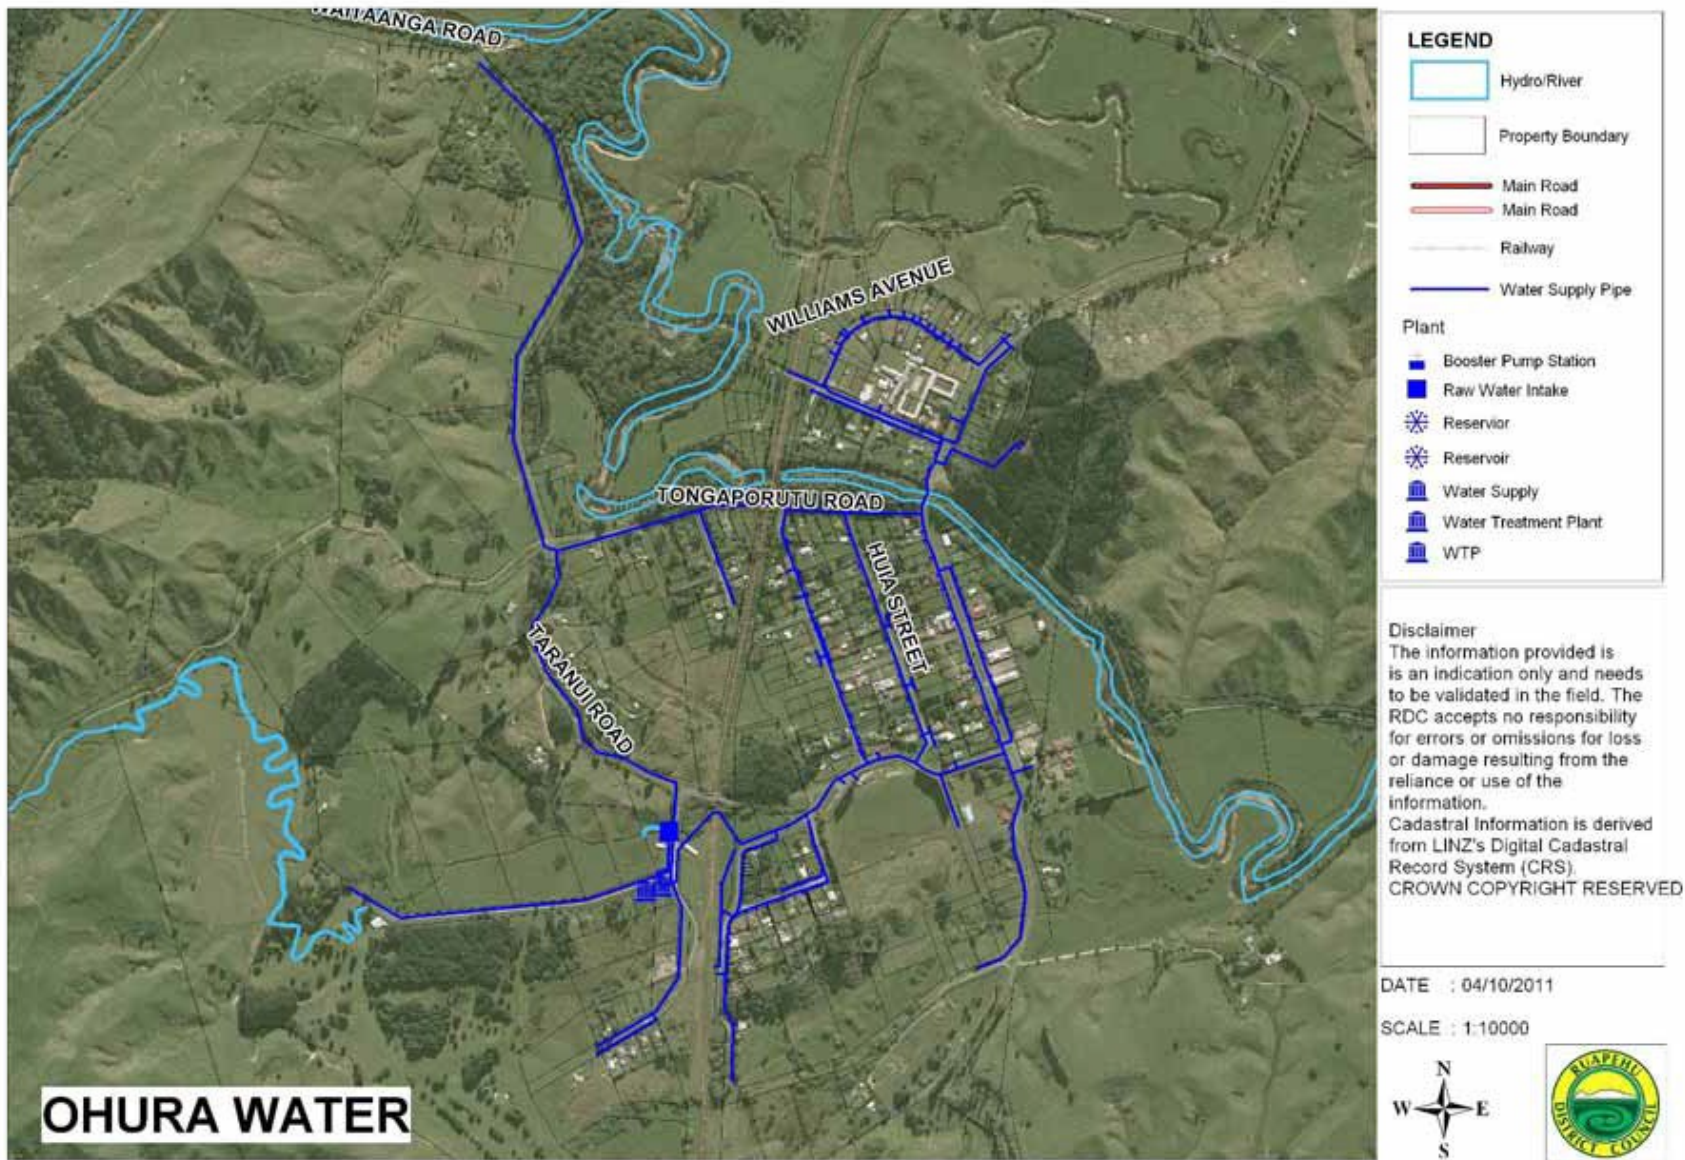 WAITAANGA ROAD
WILLIAMS AVENUE
TONGAPORUTU ROAD
HUIA STREET
TARANUI ROAD
OHURA WATER
LEGEND
Hydro/River
Property Boundary
Main Road
Main Road
Railway
Water Supply Pipe
Plant
Booster Pump Station
Raw Water Intake
Reservior
Reservoir
Water Supply
Water Treatment Plant
WTP
Disclaimer
The information provided is
is an indication only and needs
to be validated in the field. The
RDC accepts no responsibility
for errors or omissions for loss
or damage resulting from the
reliance or use of the
information.
Cadastral Information is derived
from LINZ's Digital Cadastral
Record System (CRS).
CROWN COPYRIGHT RESERVED
DATE : 04/10/2011
SCALE : 1:10000
N
W E
S
RUAPEHU
DISTRICT COUNCIL